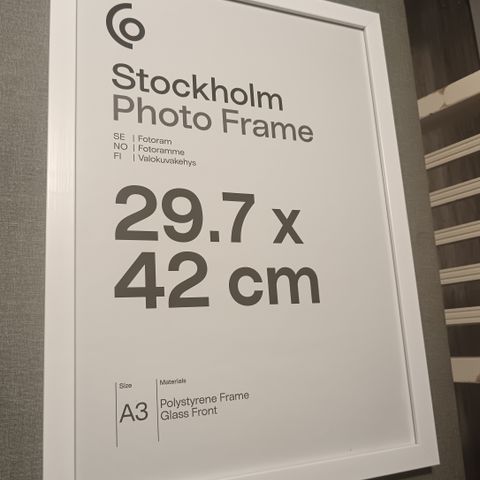 Stockholm
Photo Frame
SE | Fotoram
NO | Fotoramme
FI | Valokuvakehys
29.7 x
42 cm
Size
A3
Materials
Polystyrene Frame
Glass Front